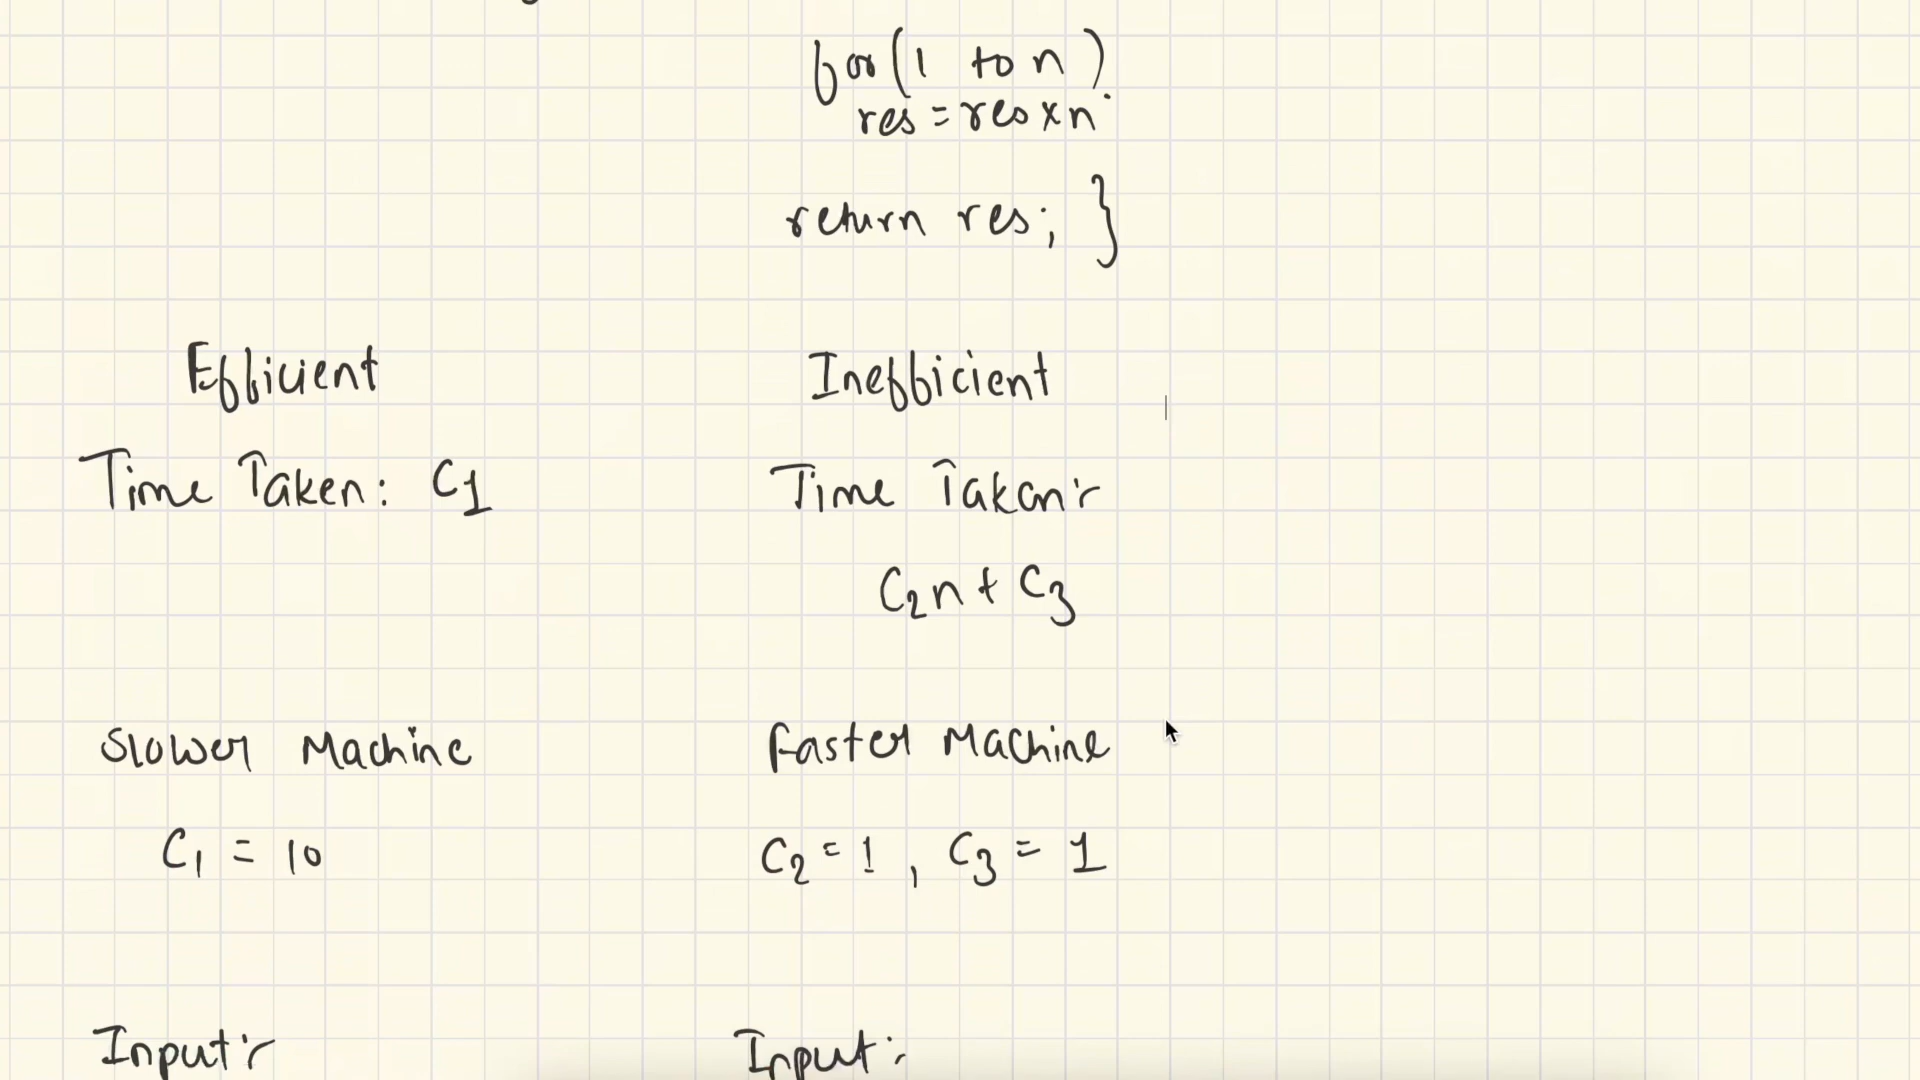 for(1 to n)
res = res x n
return res; }
Efficient
Inefficient
Time Taken: C1
Time Taken:-
C2n + C3
Slower Machine
Faster Machine
C1 = 10
C2 = 1, C3 = 1
Input:-
Input:-